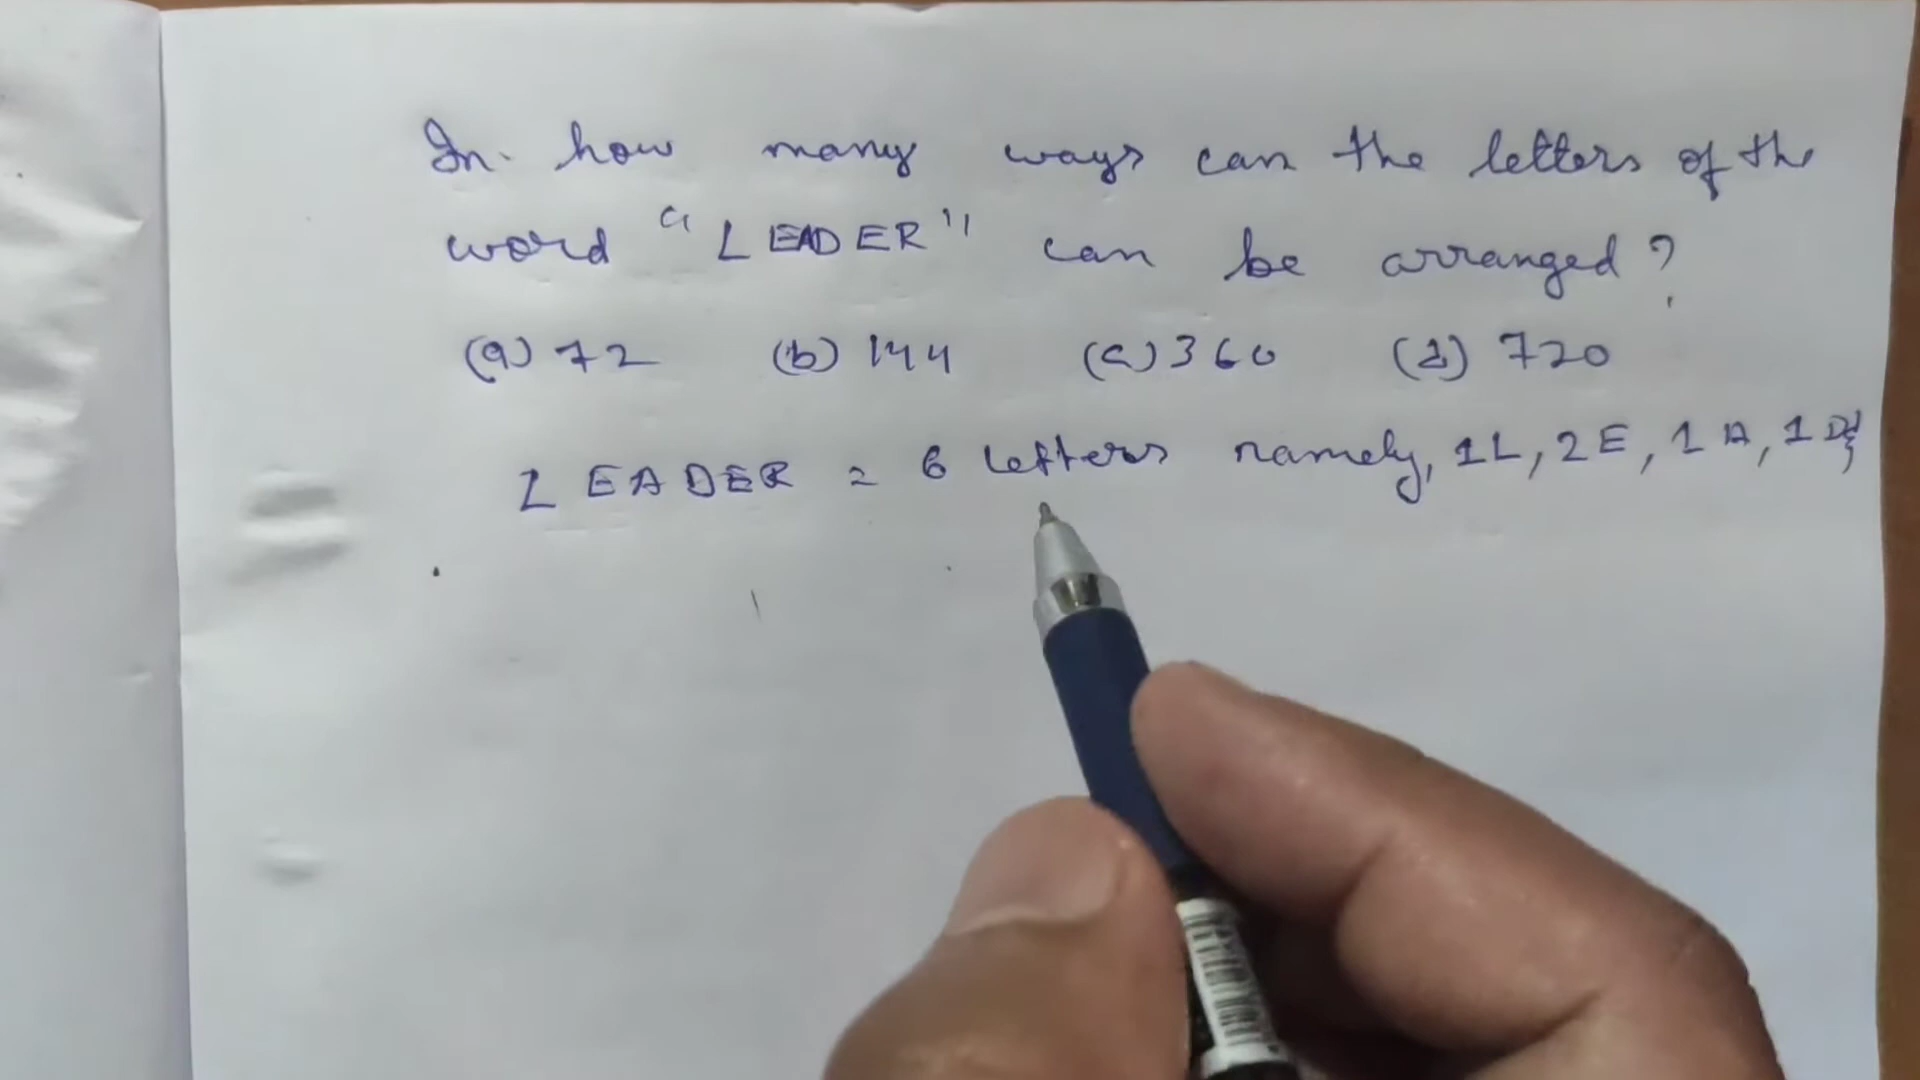 In how many ways can the letters of the
word "LEADER" can be arranged?
(a) 72 (b) 144 (c) 360 (d) 720
LEADER = 6 letters namely, 1L, 2E, 1A, 1D,